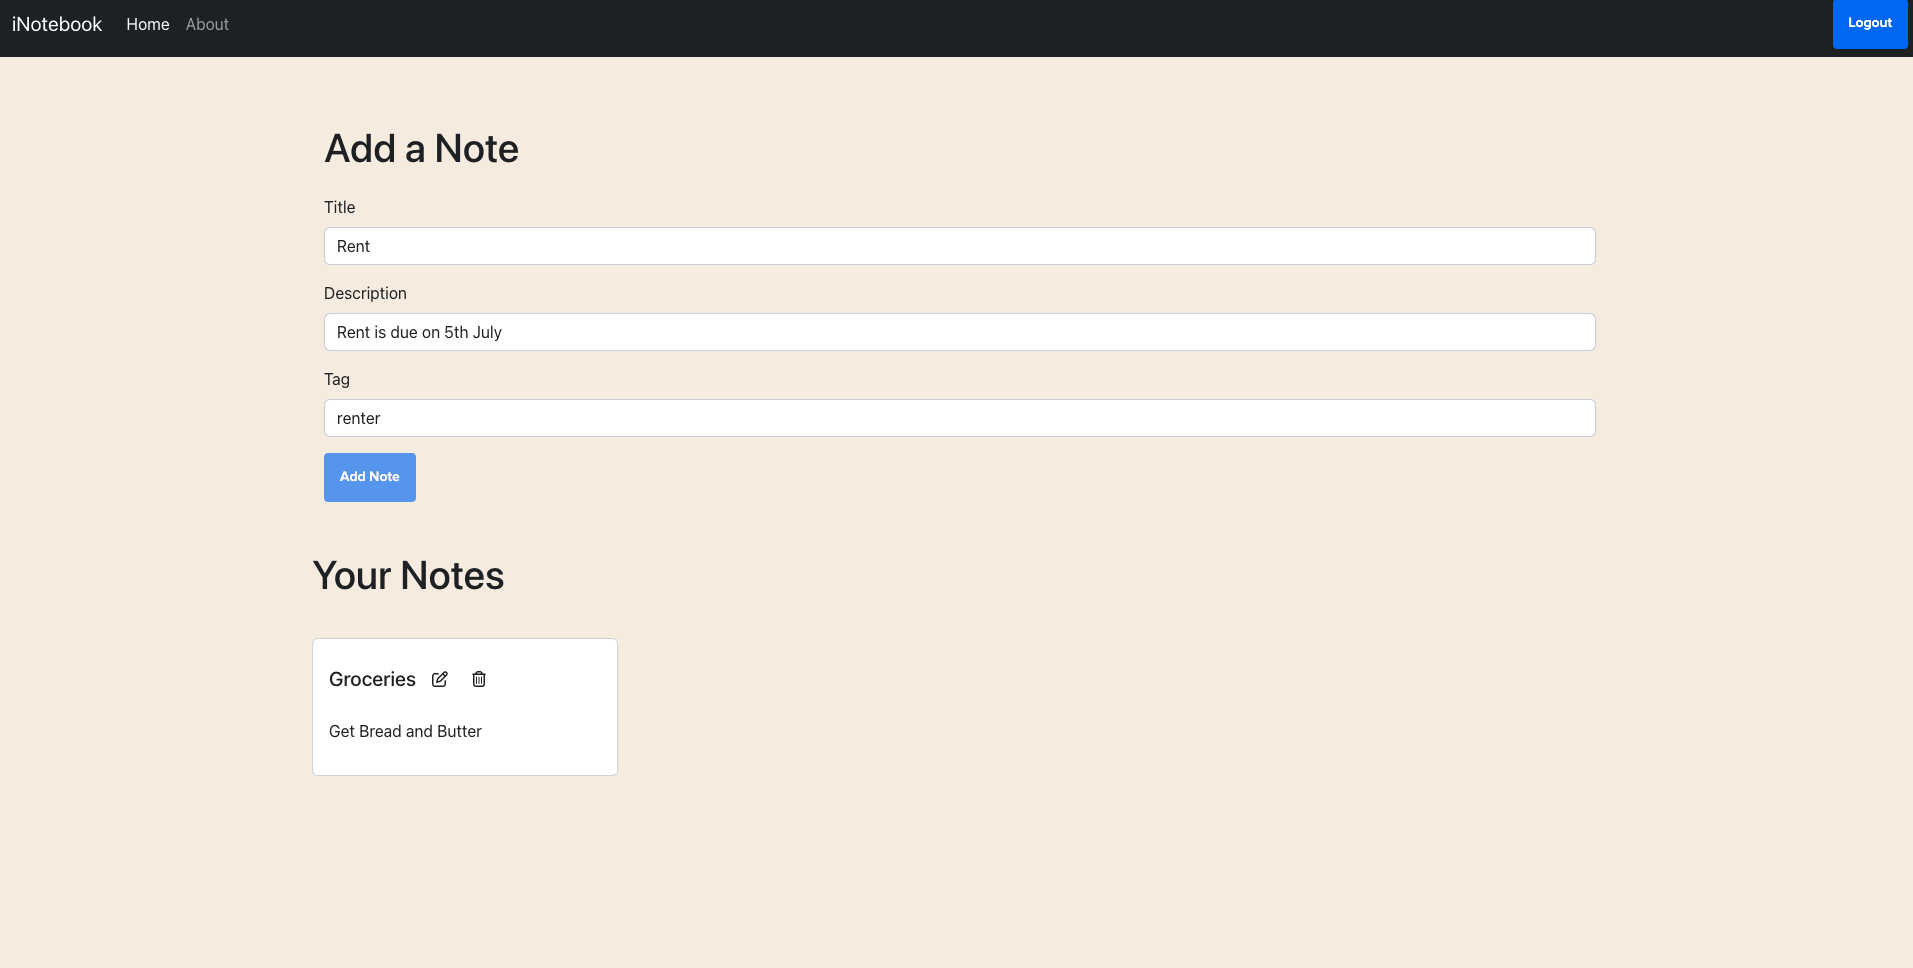 iNotebook Home About Logout
Add a Note
Title
Rent
Description
Rent is due on 5th July
Tag
renter
Add Note
Your Notes
Groceries
Get Bread and Butter